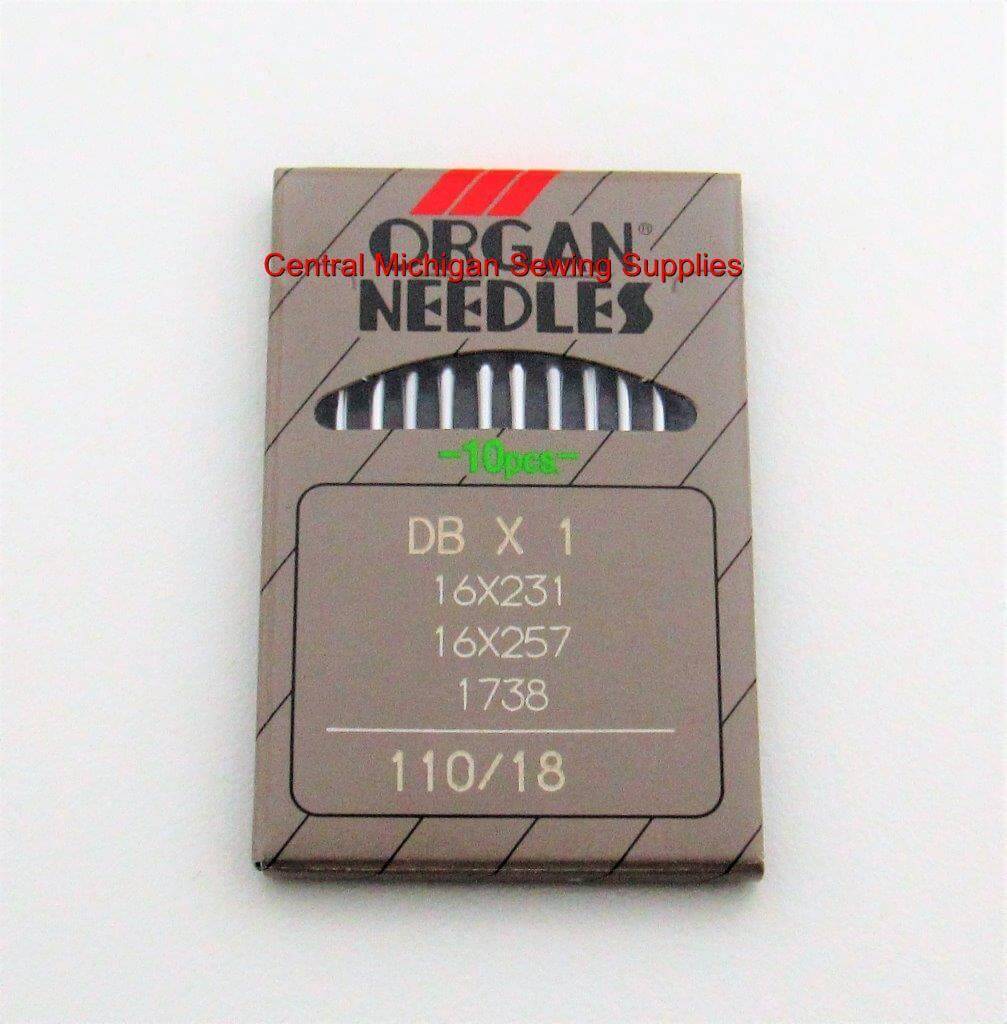 ORGAN®
Central Michigan Sewing Supplies
NEEDLES
-10pcs-
DB X 1
16X231
16X257
1738
110/18